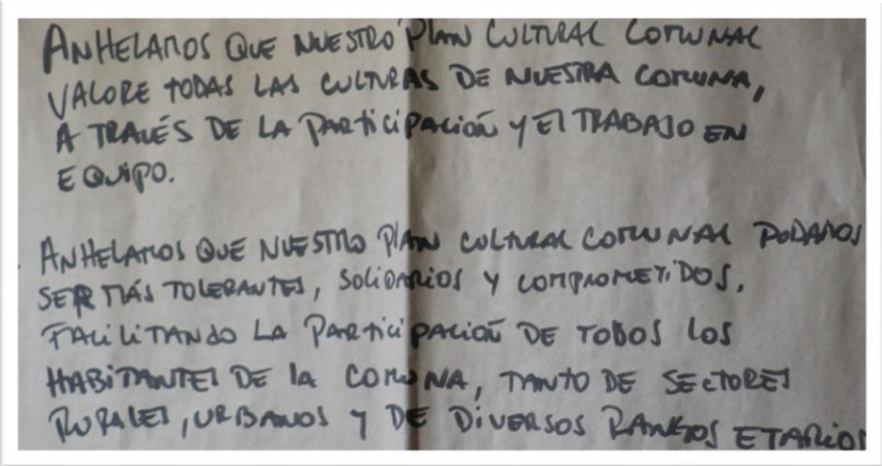 ANHELAMOS QUE NUESTRO PLAN CULTURAL COMUNAL
VALORE TODAS LAS CULTURAS DE NUESTRA COMUNA,
A TRAVÉS DE LA PARTICIPACIÓN Y El TRABAJO EN
EQUIPO.
ANHELAMOS QUE NUESTRO PLAN CULTURAL COMUNAL PODAMOS
SER MÁS TOLERANTES, SOLIDARIOS Y COMPROMETIDOS,
FACILITANDO LA PARTICIPACIÓN DE TODOS LOS
HABITANTES DE la COMUNA, TANTO DE SECTORES
RURALES, URBANOS Y DE DIVERSOS RANGOS ETARIOS